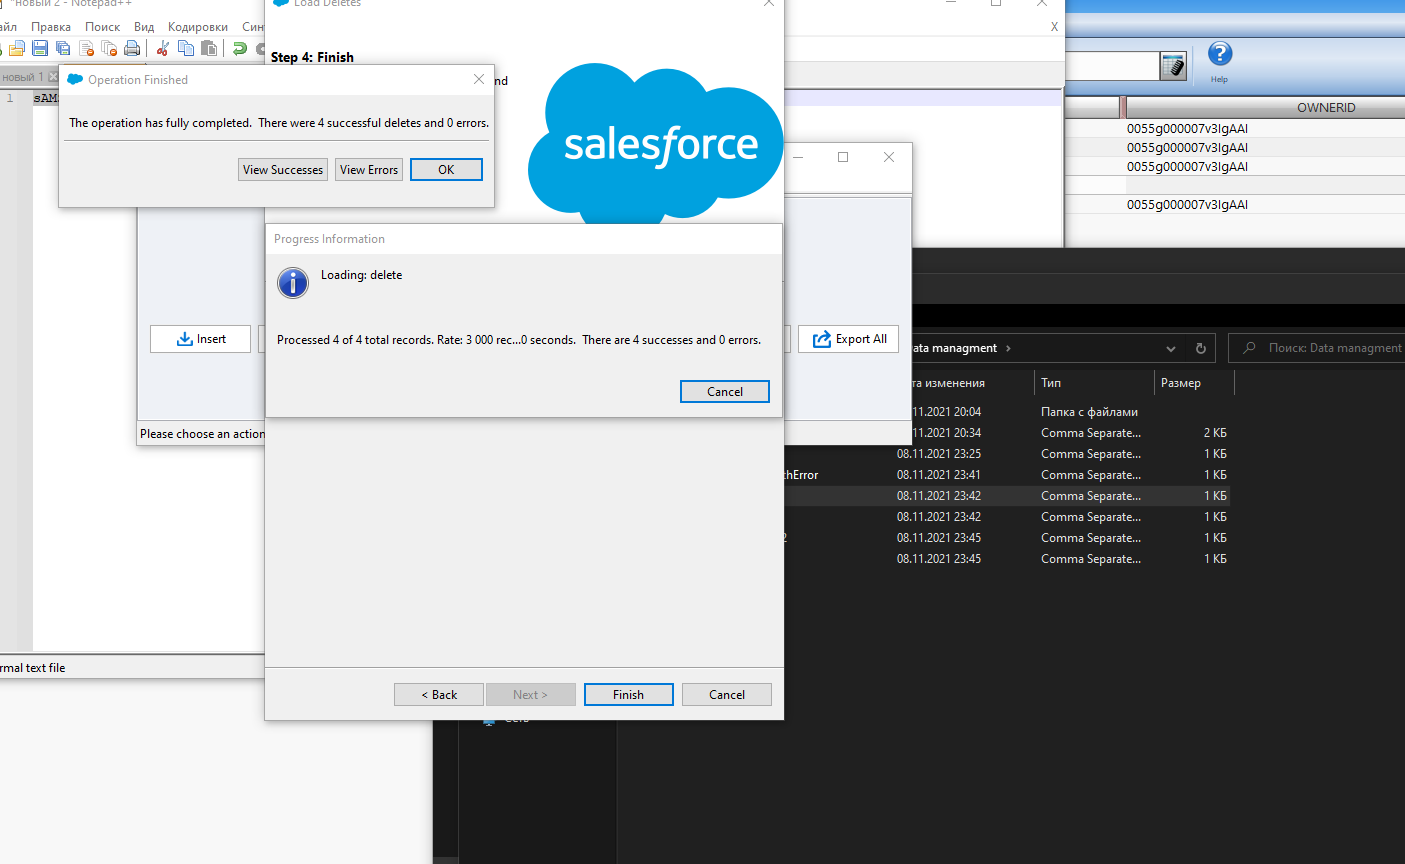 "новый 2 - Notepad++
айл Правка Поиск Вид Кодировки Син
новый 1
1 sAM
Load Deletes
X
Step 4: Finish
nd
salesforce
Operation Finished
The operation has fully completed.  There were 4 successful deletes and 0 errors.
View Successes View Errors OK
Help
OWNERID
0055g000007v3IgAAI
0055g000007v3IgAAI
0055g000007v3IgAAI
0055g000007v3IgAAI
Progress Information
Loading: delete
Processed 4 of 4 total records. Rate: 3 000 rec...0 seconds.  There are 4 successes and 0 errors.
Cancel
Insert
Export All
Please choose an action
rmal text file
< Back Next > Finish Cancel
ata managment
Поиск: Data managment
та изменения Тип Размер
.11.2021 20:04 Папка с файлами
.11.2021 20:34 Comma Separate... 2 КБ
08.11.2021 23:25 Comma Separate... 1 КБ
thError 08.11.2021 23:41 Comma Separate... 1 КБ
08.11.2021 23:42 Comma Separate... 1 КБ
08.11.2021 23:42 Comma Separate... 1 КБ
2 08.11.2021 23:45 Comma Separate... 1 КБ
08.11.2021 23:45 Comma Separate... 1 КБ
Сеть